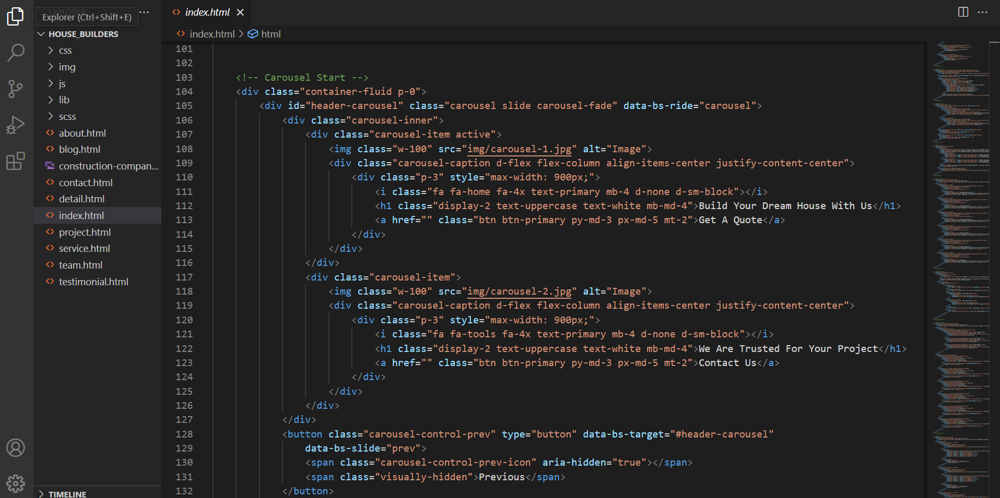 EXPLORER
Explorer (Ctrl+Shift+E)
HOUSE_BUILDERS
css
img
js
lib
scss
about.html
blog.html
construction-compan...
contact.html
detail.html
index.html
project.html
service.html
team.html
testimonial.html
TIMELINE
index.html
index.html > html
101
102
103 <!-- Carousel Start -->
104 <div class="container-fluid p-0">
105 <div id="header-carousel" class="carousel slide carousel-fade" data-bs-ride="carousel">
106 <div class="carousel-inner">
107 <div class="carousel-item active">
108 <img class="w-100" src="img/carousel-1.jpg" alt="Image">
109 <div class="carousel-caption d-flex flex-column align-items-center justify-content-center">
110 <div class="p-3" style="max-width: 900px;">
111 <i class="fa fa-home fa-4x text-primary mb-4 d-none d-sm-block"></i>
112 <h1 class="display-2 text-uppercase text-white mb-md-4">Build Your Dream House With Us</h1>
113 <a href="" class="btn btn-primary py-md-3 px-md-5 mt-2">Get A Quote</a>
114 </div>
115 </div>
116 </div>
117 <div class="carousel-item">
118 <img class="w-100" src="img/carousel-2.jpg" alt="Image">
119 <div class="carousel-caption d-flex flex-column align-items-center justify-content-center">
120 <div class="p-3" style="max-width: 900px;">
121 <i class="fa fa-tools fa-4x text-primary mb-4 d-none d-sm-block"></i>
122 <h1 class="display-2 text-uppercase text-white mb-md-4">We Are Trusted For Your Project</h1>
123 <a href="" class="btn btn-primary py-md-3 px-md-5 mt-2">Contact Us</a>
124 </div>
125 </div>
126 </div>
127 </div>
128 <button class="carousel-control-prev" type="button" data-bs-target="#header-carousel"
129 data-bs-slide="prev">
130 <span class="carousel-control-prev-icon" aria-hidden="true"></span>
131 <span class="visually-hidden">Previous</span>
132 </button>